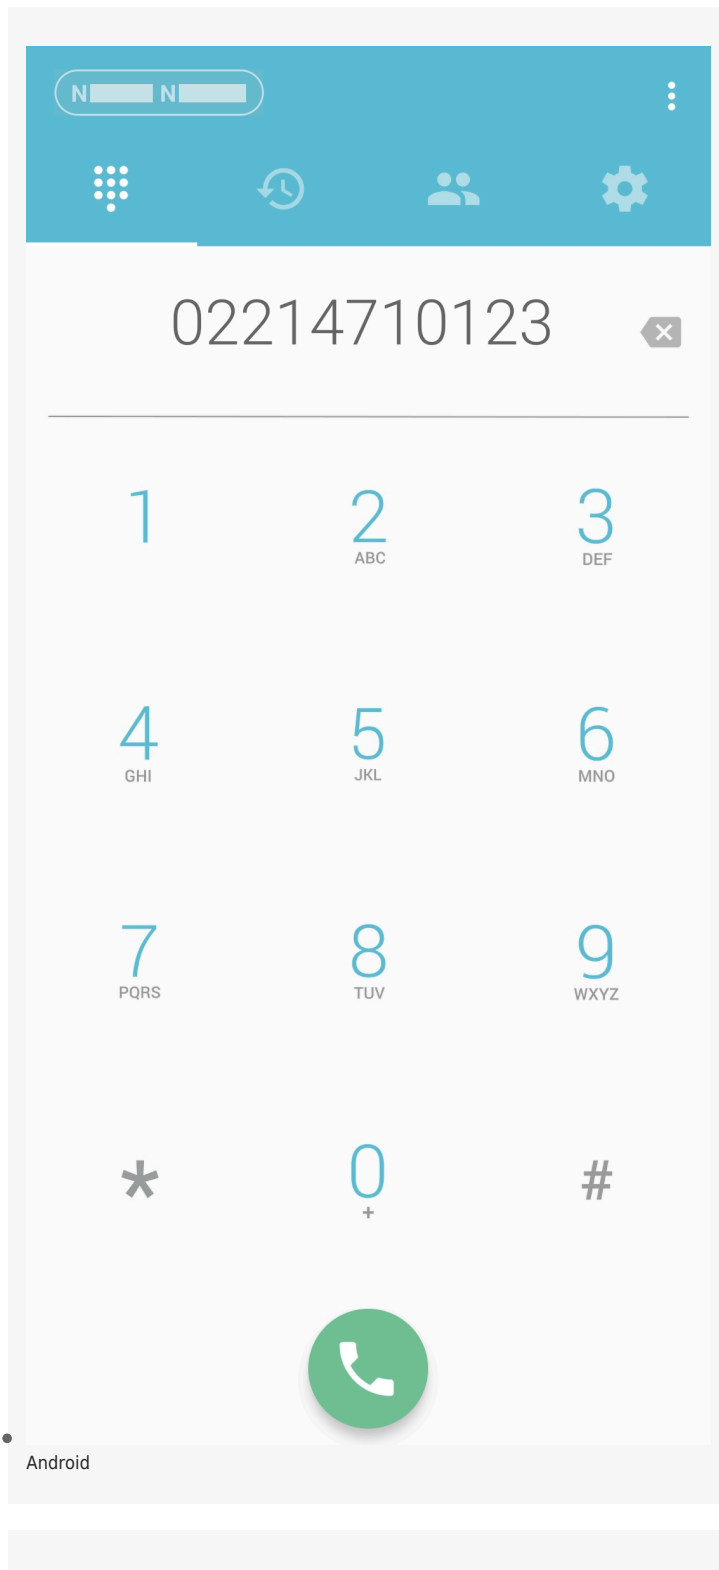 N N
02214710123
1 2 3
ABC DEF
4 5 6
GHI JKL MNO
7 8 9
PQRS TUV WXYZ
* 0 #
+
Android